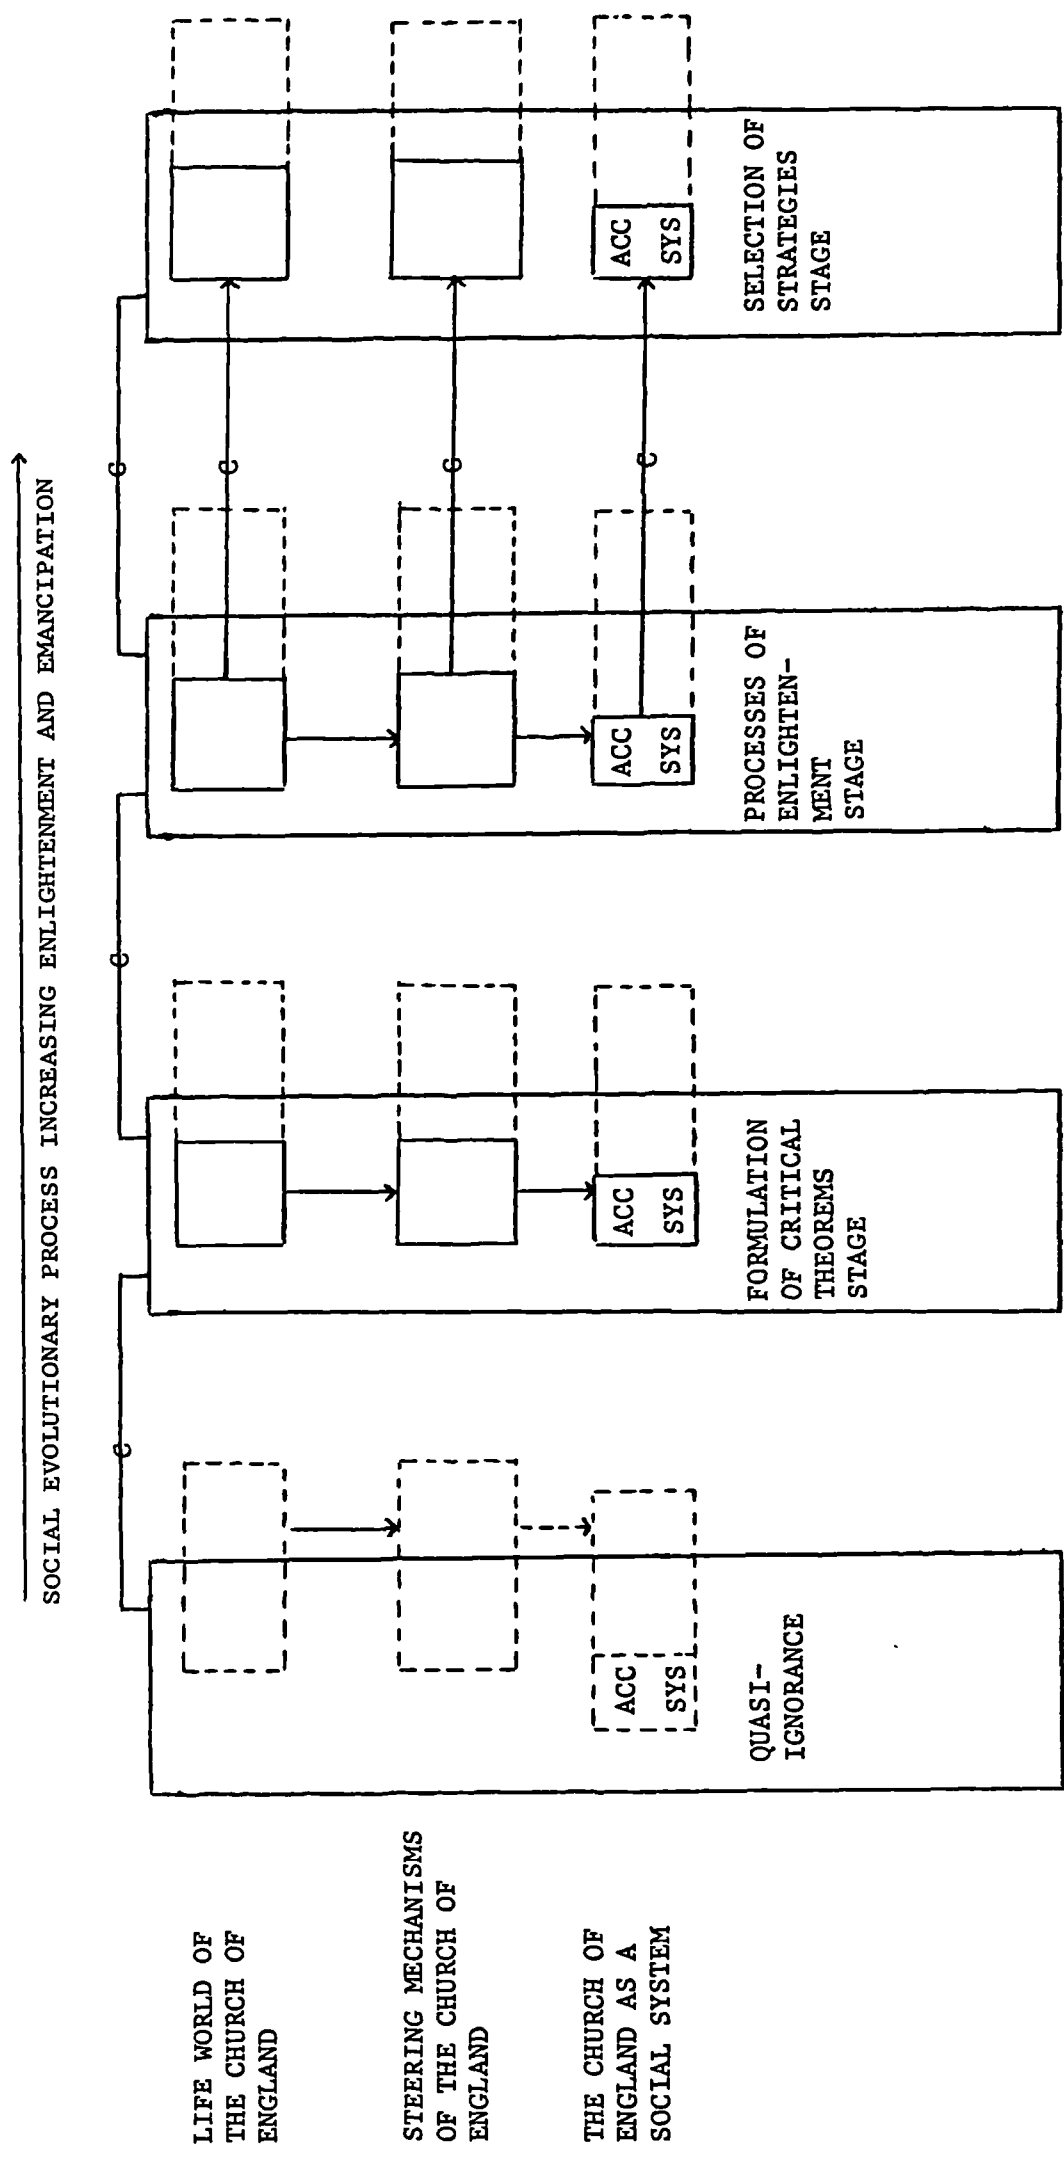 SOCIAL EVOLUTIONARY PROCESS INCREASING ENLIGHTENMENT AND EMANCIPATION
C
C
C
LIFE WORLD OF
THE CHURCH OF
ENGLAND
C
STEERING MECHANISMS
OF THE CHURCH OF
ENGLAND
C
THE CHURCH OF
ENGLAND AS A
SOCIAL SYSTEM
ACC
SYS
ACC
SYS
ACC
SYS
C
ACC
SYS
QUASI-
IGNORANCE
FORMULATION
OF CRITICAL
THEOREMS
STAGE
PROCESSES OF
ENLIGHTEN-
MENT
STAGE
SELECTION OF
STRATEGIES
STAGE